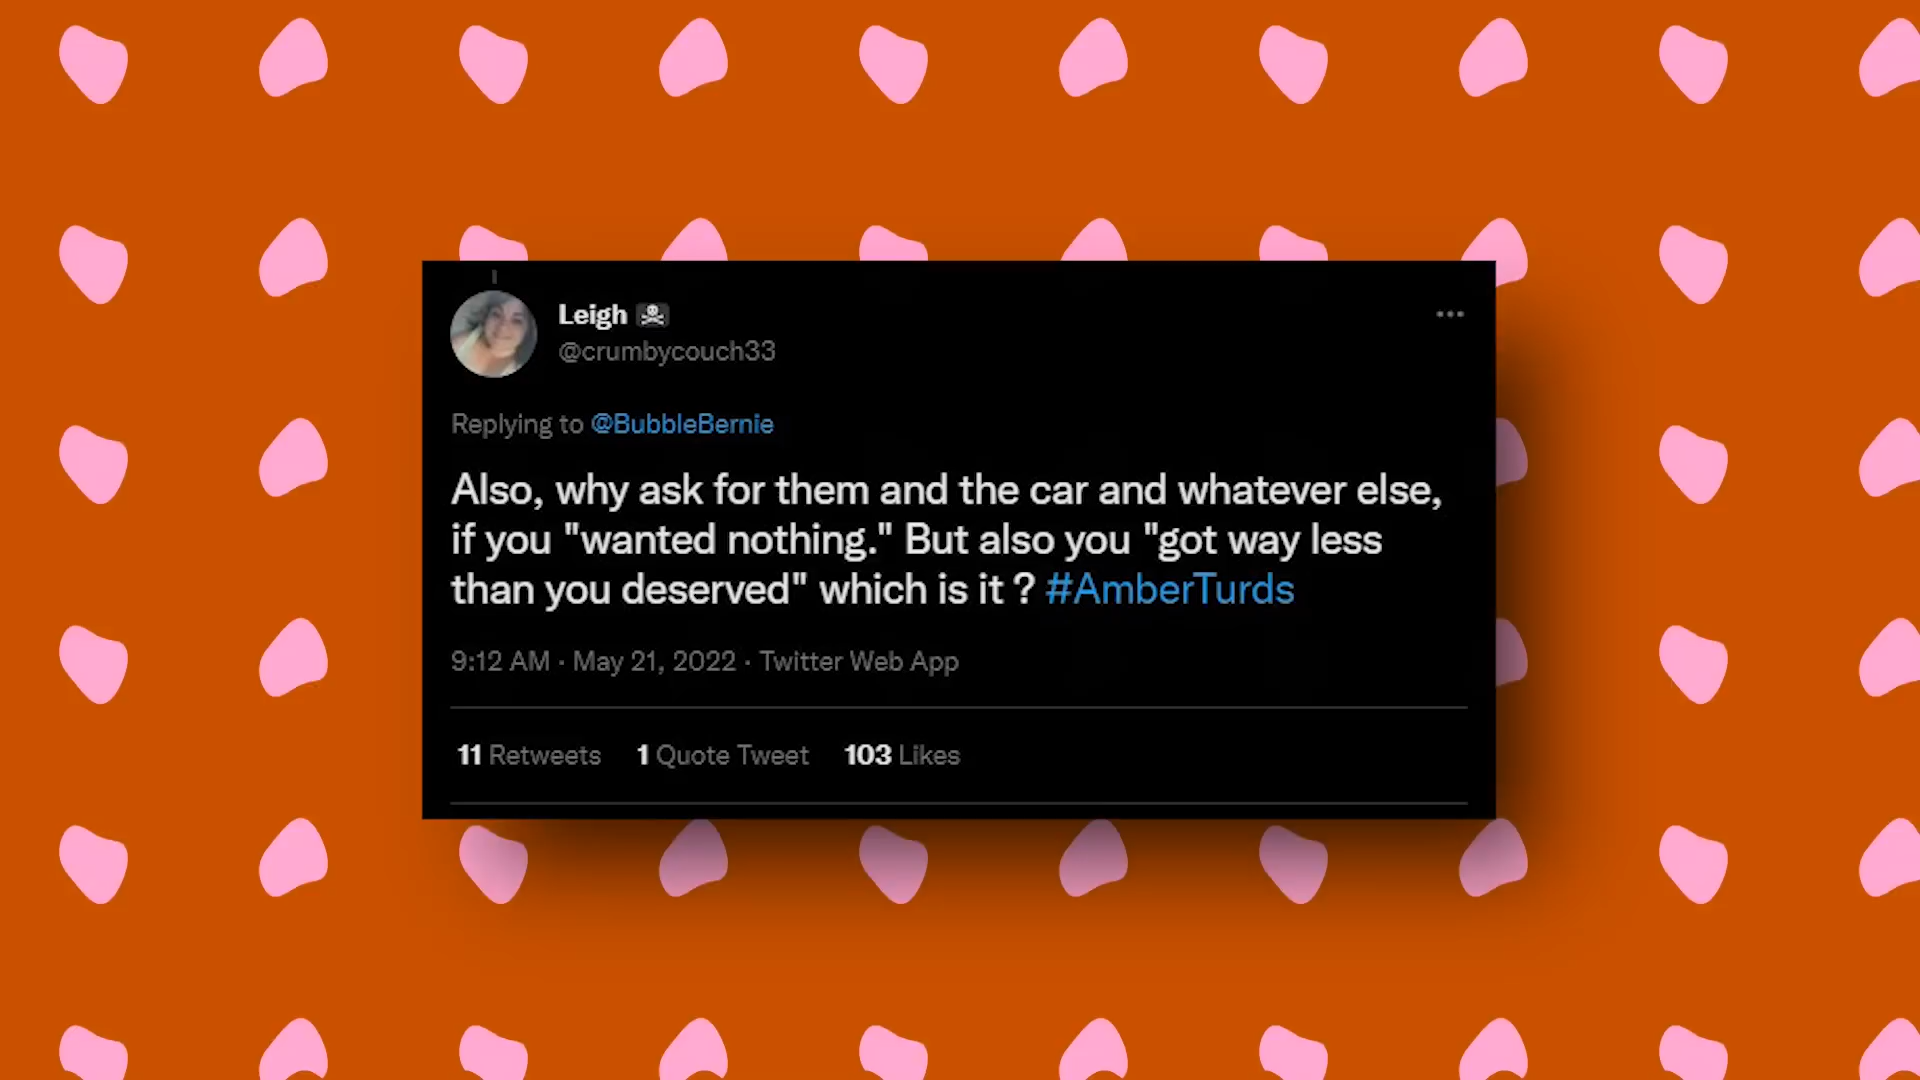 Leigh ☠
@crumbycouch33
Replying to @BubbleBernie
Also, why ask for them and the car and whatever else,
if you "wanted nothing." But also you "got way less
than you deserved" which is it ? #AmberTurds
9:12 AM · May 21, 2022 · Twitter Web App
11 Retweets 1 Quote Tweet 103 Likes